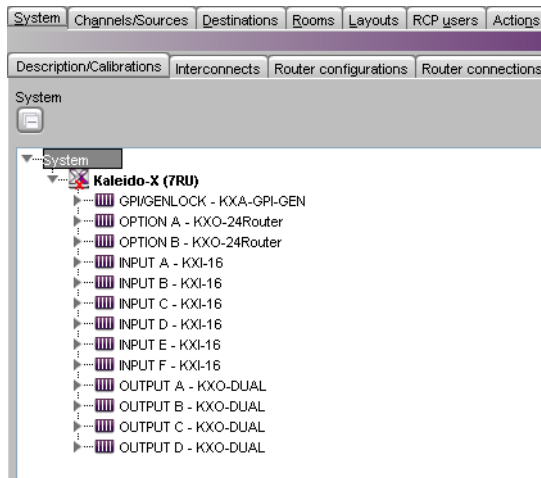 System Channels/Sources Destinations Rooms Layouts RCP users Actions
Description/Calibrations Interconnects Router configurations Router connections
System
System
Kaleido-X (7RU)
GPI/GENLOCK - KXA-GPI-GEN
OPTION A - KXO-24Router
OPTION B - KXO-24Router
INPUT A - KXI-16
INPUT B - KXI-16
INPUT C - KXI-16
INPUT D - KXI-16
INPUT E - KXI-16
INPUT F - KXI-16
OUTPUT A - KXO-DUAL
OUTPUT B - KXO-DUAL
OUTPUT C - KXO-DUAL
OUTPUT D - KXO-DUAL